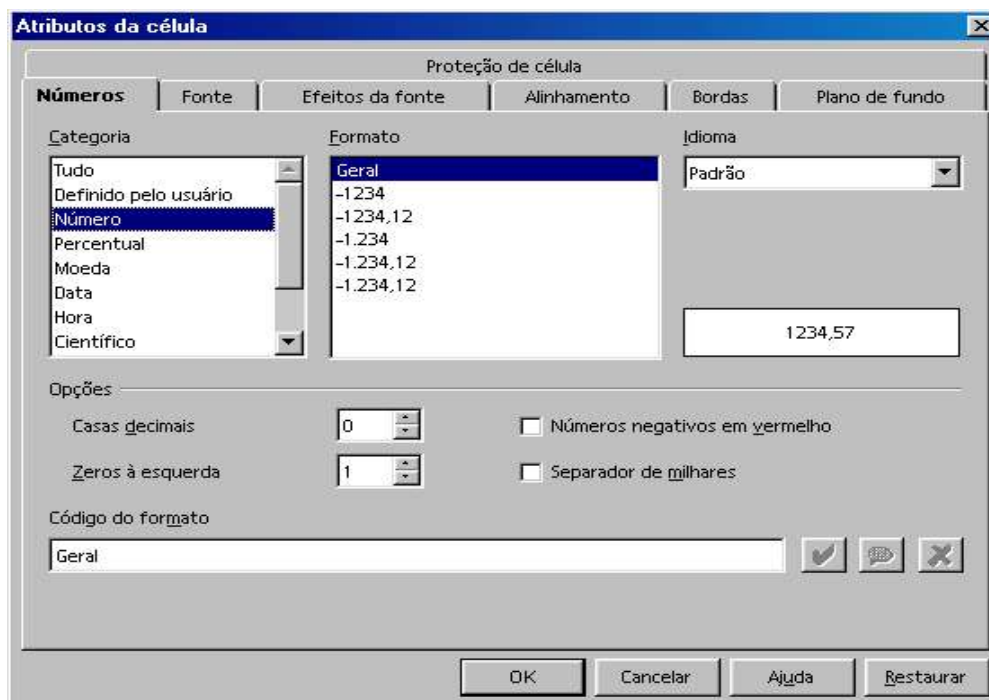 Atributos da célula
Proteção de célula
Números Fonte Efeitos da fonte Alinhamento Bordas Plano de fundo
Categoria
Tudo
Definido pelo usuário
Número
Percentual
Moeda
Data
Hora
Científico
Formato
Geral
-1234
-1234,12
-1.234
-1.234,12
-1.234,12
Idioma
Padrão
1234,57
Opções
Casas decimais 0
Números negativos em vermelho
Zeros à esquerda 1
Separador de milhares
Código do formato
Geral
OK Cancelar Ajuda Restaurar